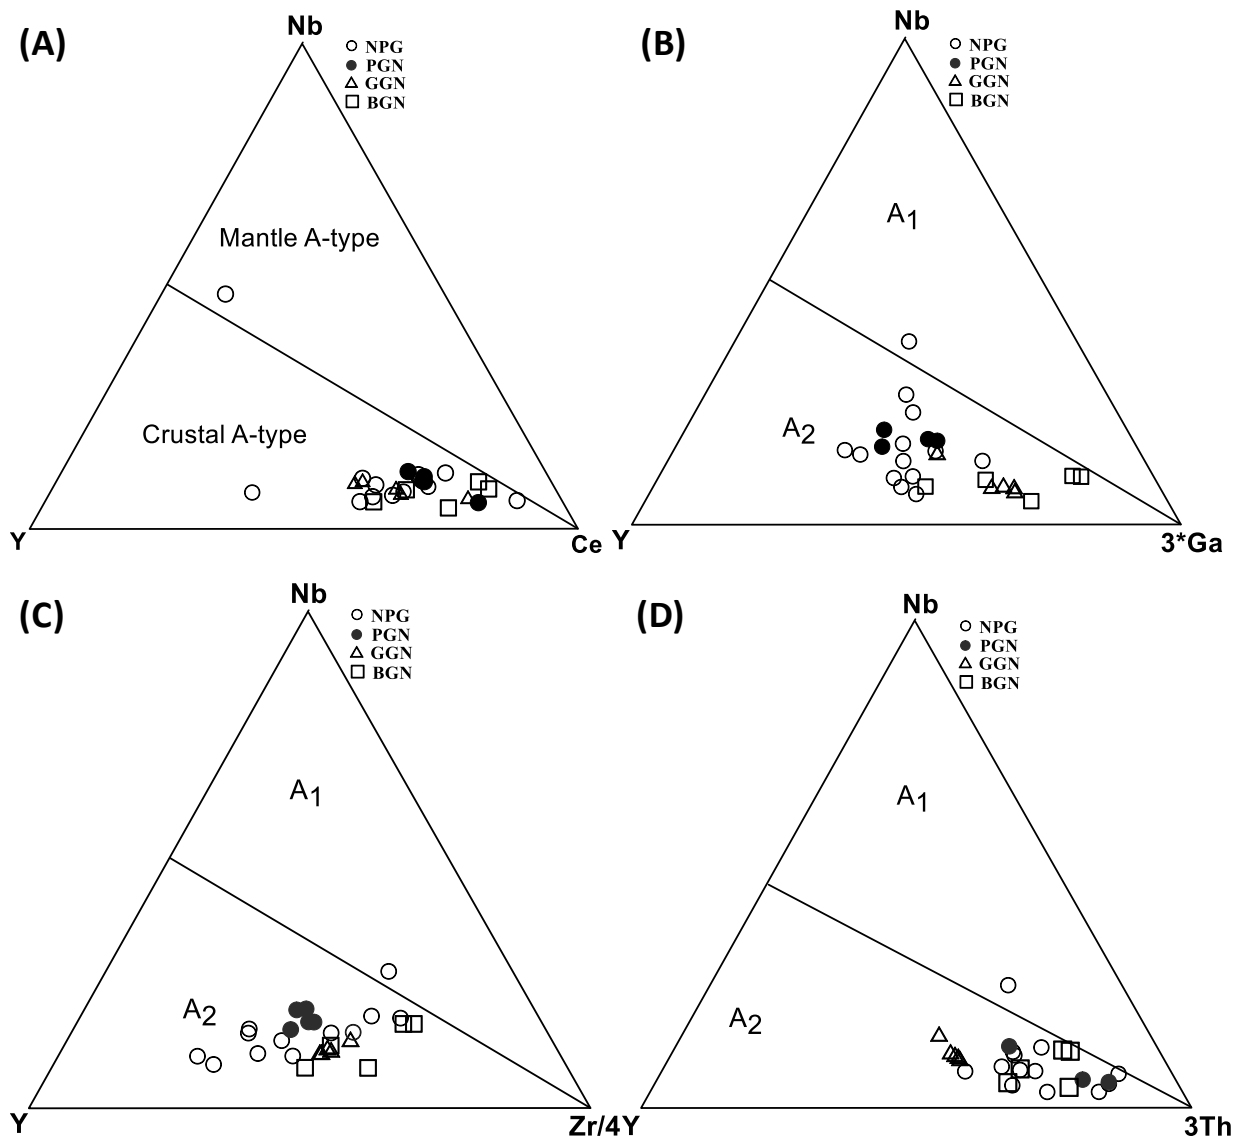 (A)
Nb
NPG
PGN
GGN
BGN
Mantle A-type
Crustal A-type
Y
Ce
(B)
Nb
NPG
PGN
GGN
BGN
A1
A2
Y
3*Ga
(C)
Nb
NPG
PGN
GGN
BGN
A1
A2
Y
Zr/4
(D)
Nb
NPG
PGN
GGN
BGN
A1
A2
Y
3Th